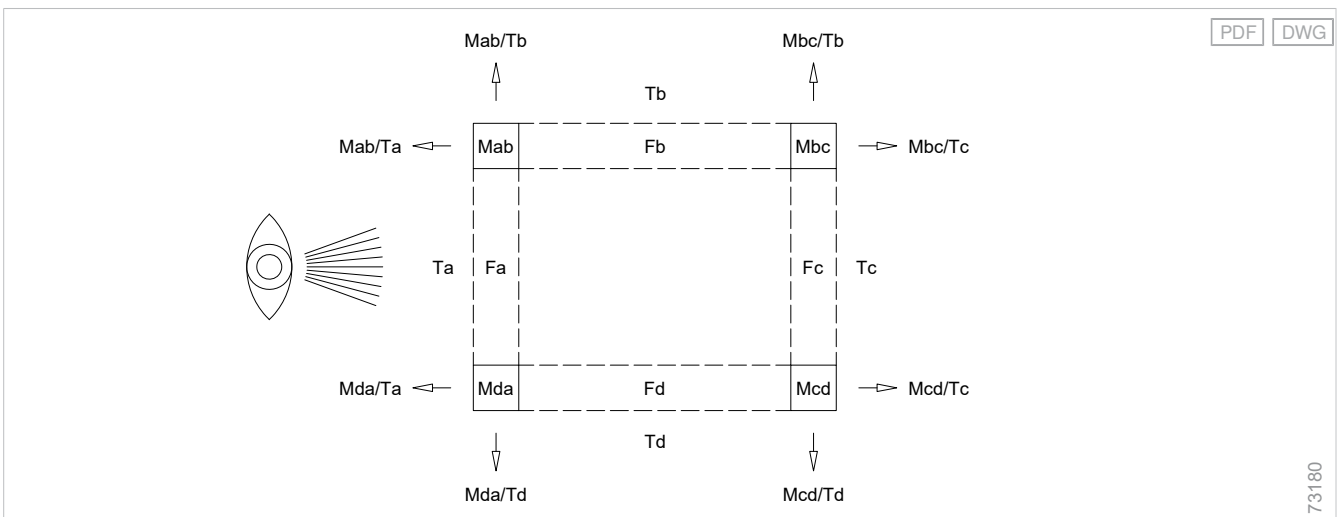 PDF DWG
Mab/Tb Mbc/Tb
Tb
Mab/Ta Mab Fb Mbc Mbc/Tc
Ta Fa Fc Tc
Mda/Ta Mda Fd Mcd Mcd/Tc
Td
Mda/Td Mcd/Td
73180